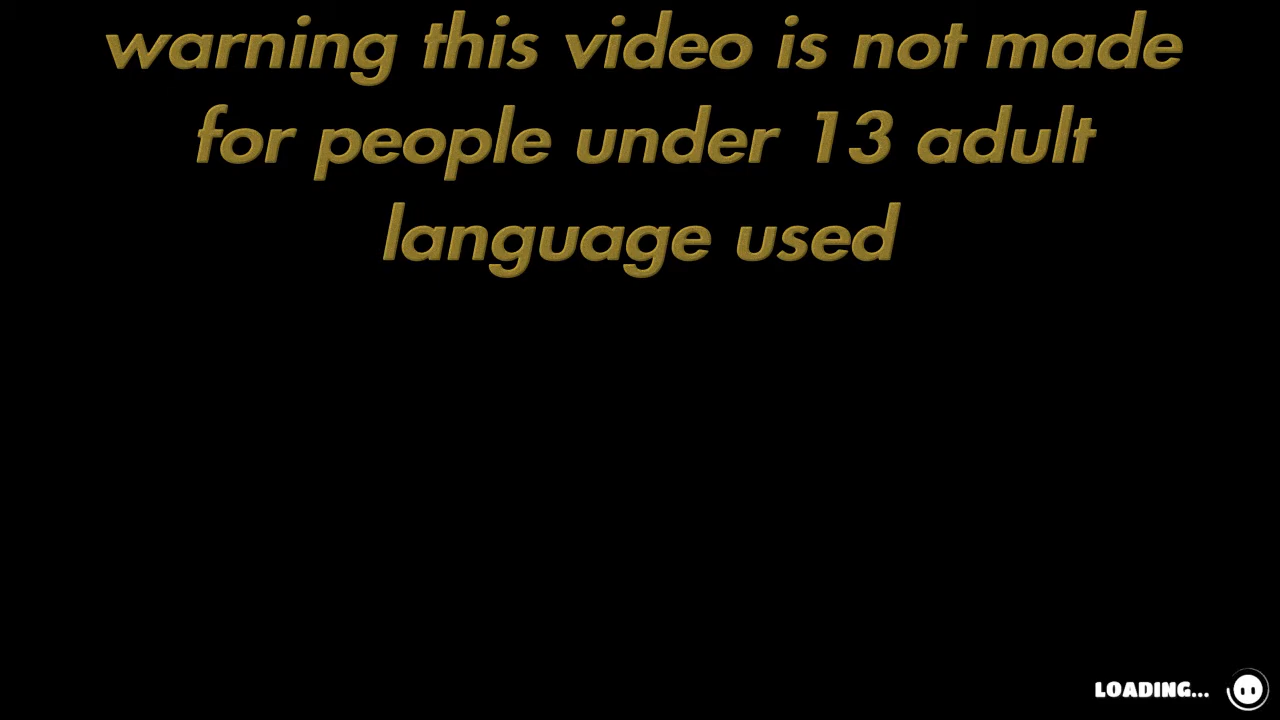 warning this video is not made
for people under 13 adult
language used
LOADING...